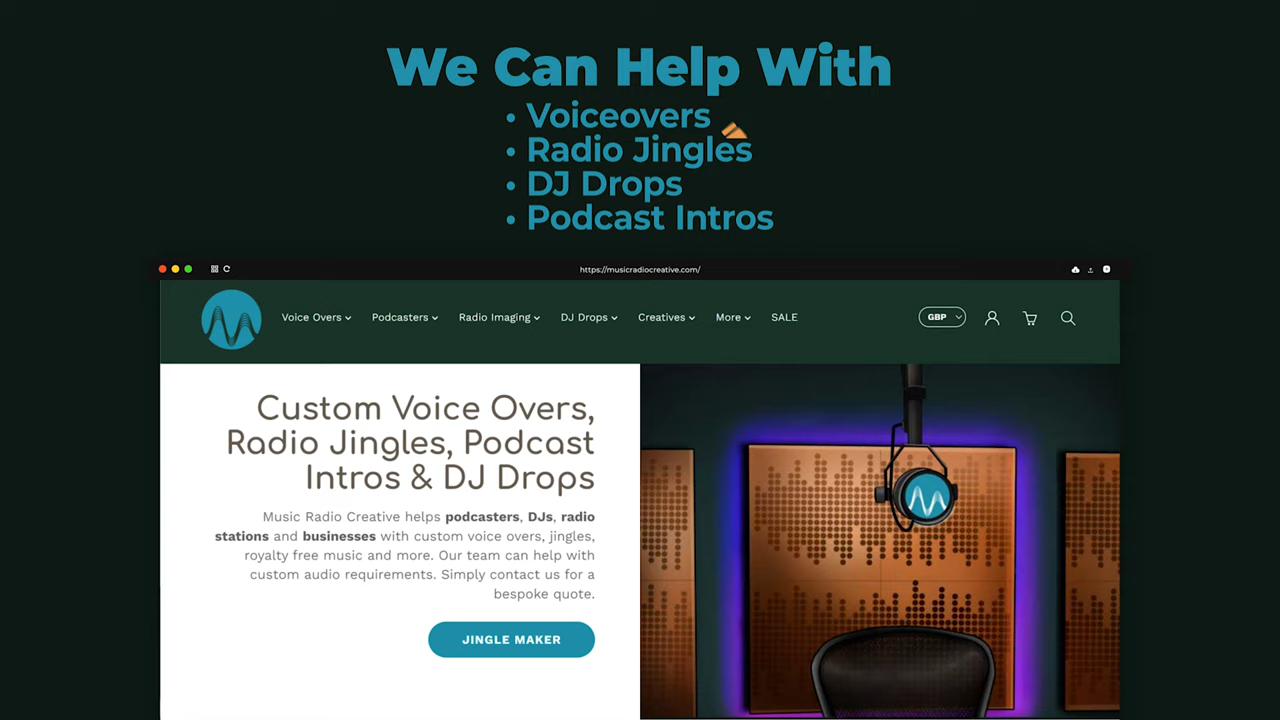 We Can Help With
• Voiceovers
• Radio Jingles
• DJ Drops
• Podcast Intros
https://musicradiocreative.com/
Voice Overs Podcasters Radio Imaging DJ Drops Creatives More SALE GBP
Custom Voice Overs,
Radio Jingles, Podcast
Intros & DJ Drops
Music Radio Creative helps podcasters, DJs, radio
stations and businesses with custom voice overs, jingles,
royalty free music and more. Our team can help with
custom audio requirements. Simply contact us for a
bespoke quote.
JINGLE MAKER